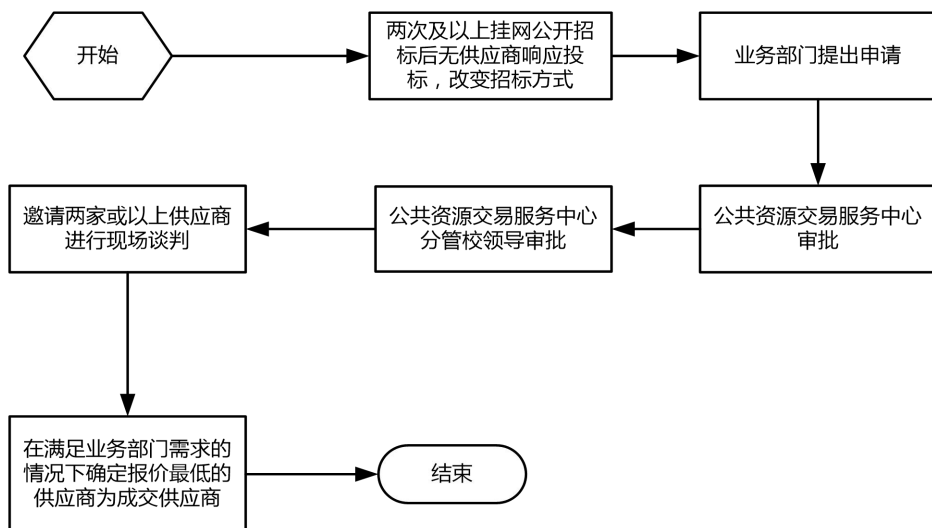 开始
两次及以上挂网公开招
标后无供应商响应投
标，改变招标方式
业务部门提出申请
公共资源交易服务中心
审批
公共资源交易服务中心
分管校领导审批
邀请两家或以上供应商
进行现场谈判
在满足业务部门需求的
情况下确定报价最低的
供应商为成交供应商
结束